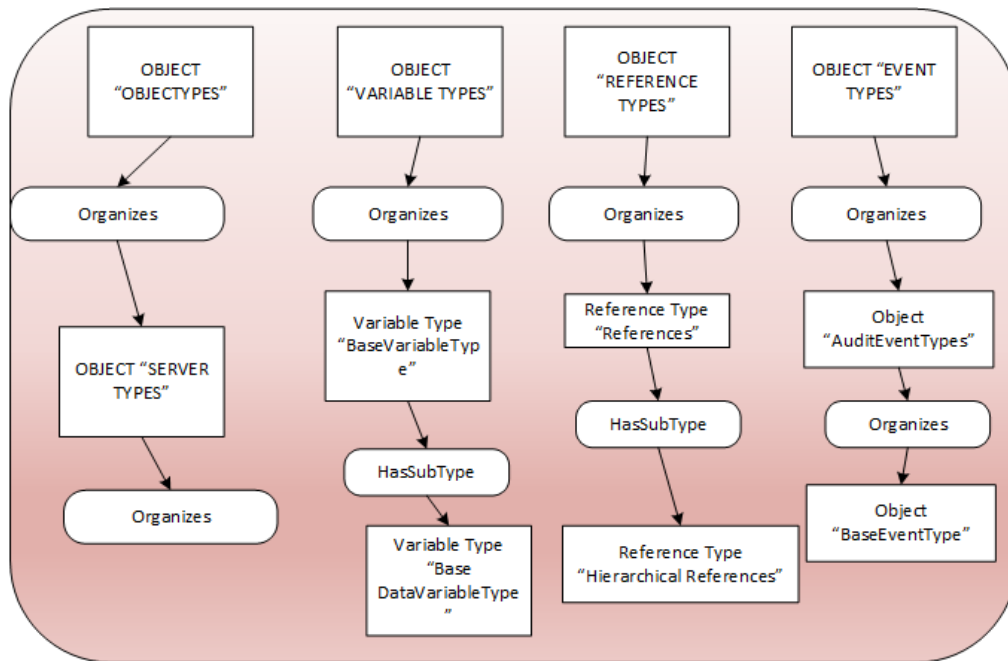 OBJECT
“OBJECTYPES”
OBJECT
“VARIABLE TYPES”
OBJECT
“REFERENCE
TYPES”
OBJECT “EVENT
TYPES”
Organizes
Organizes
Organizes
Organizes
OBJECT “SERVER
TYPES”
Variable Type
“BaseVariableTyp
e”
Reference Type
“References”
Object
“AuditEventTypes”
HasSubType
HasSubType
Organizes
Organizes
Variable Type
“Base
DataVariableType
”
Reference Type
“Hierarchical References”
Object
“BaseEventType”